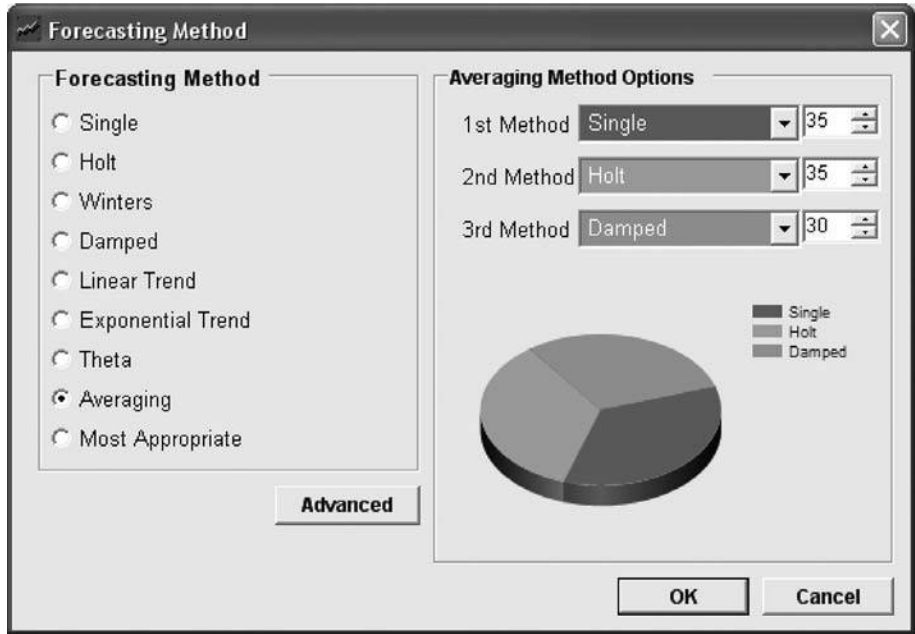 Forecasting Method
Forecasting Method
Single
Holt
Winters
Damped
Linear Trend
Exponential Trend
Theta
Averaging
Most Appropriate
Advanced
Averaging Method Options
1st Method Single 35
2nd Method Holt 35
3rd Method Damped 30
Single
Holt
Damped
OK Cancel